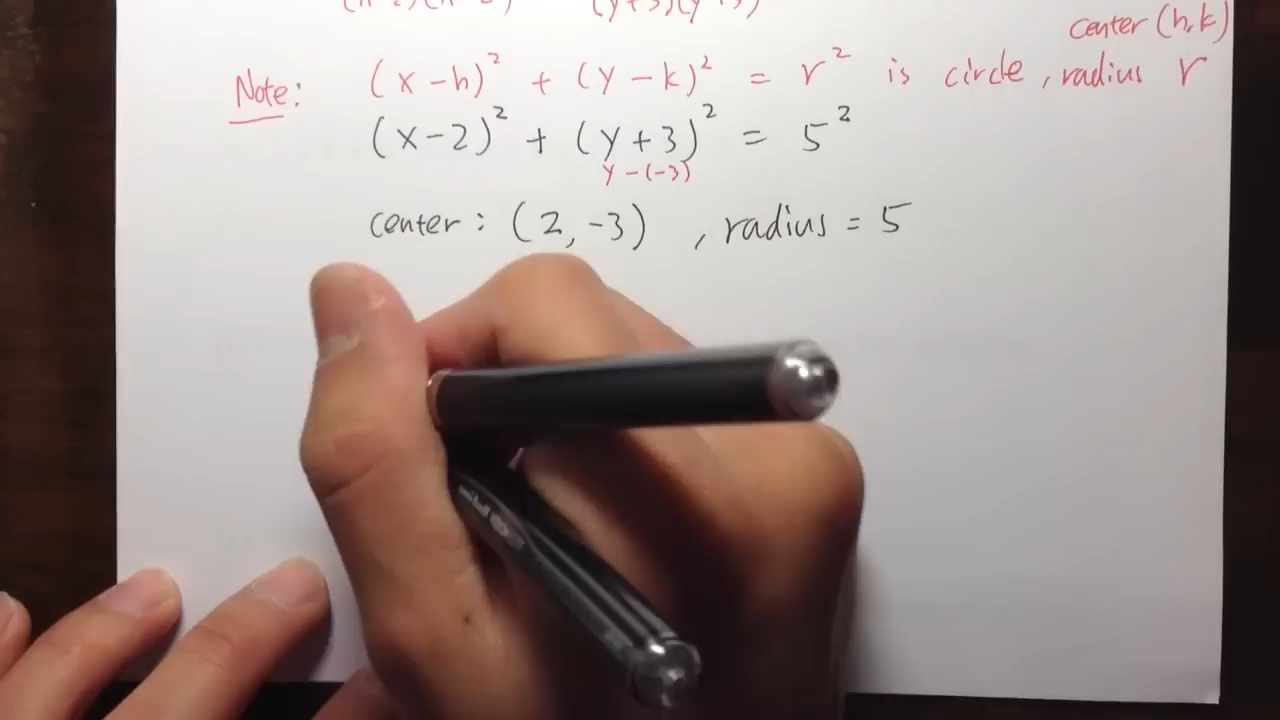 center (h,k)
Note: (x-h)² + (y-k)² = r² is circle, radius r
(x-2)² + (y+3)² = 5²
y-(-3)
center: (2, -3) , radius = 5